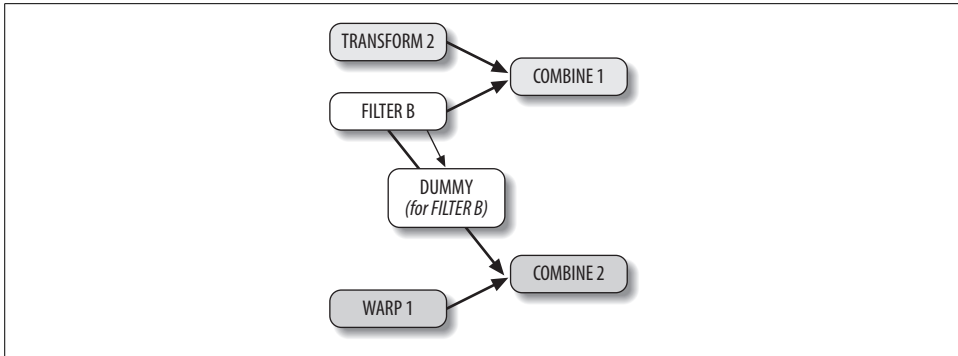 TRANSFORM 2
COMBINE 1
FILTER B
DUMMY
(for FILTER B)
COMBINE 2
WARP 1